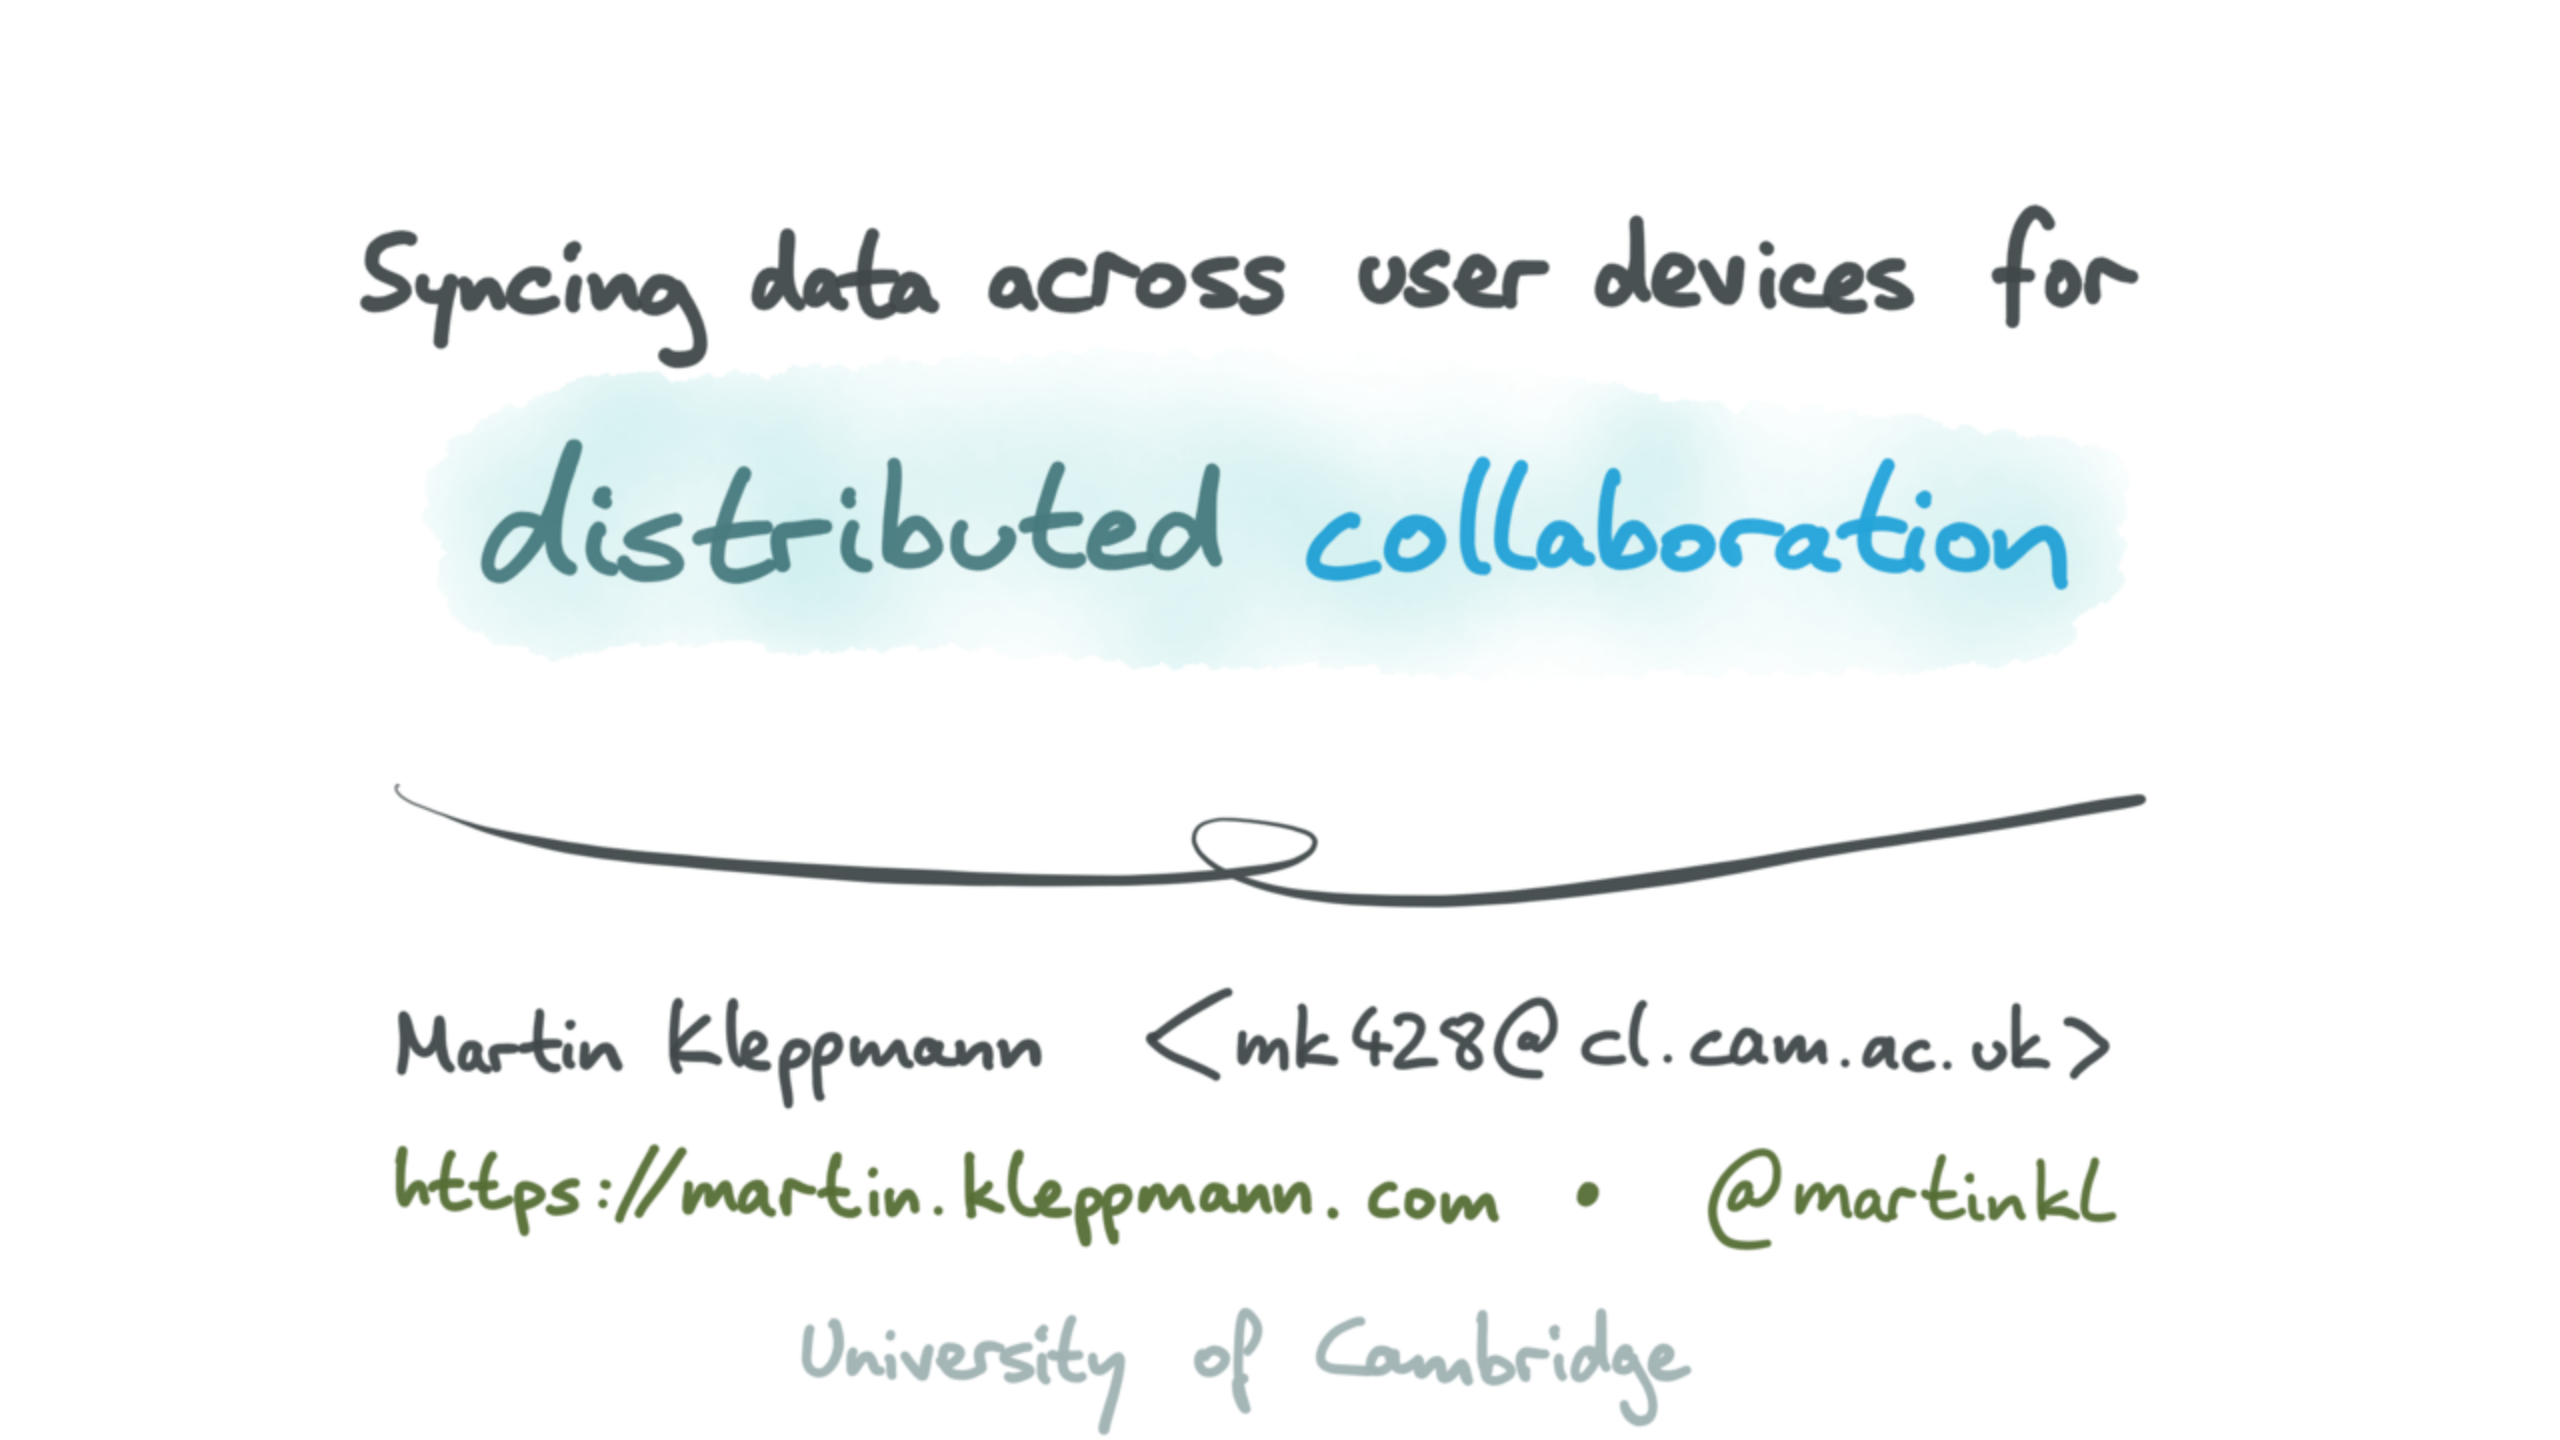 Syncing data across user devices for
distributed collaboration
Martin Kleppmann <mk428@cl.cam.ac.uk>
https://martin.kleppmann.com • @martinkl
University of Cambridge